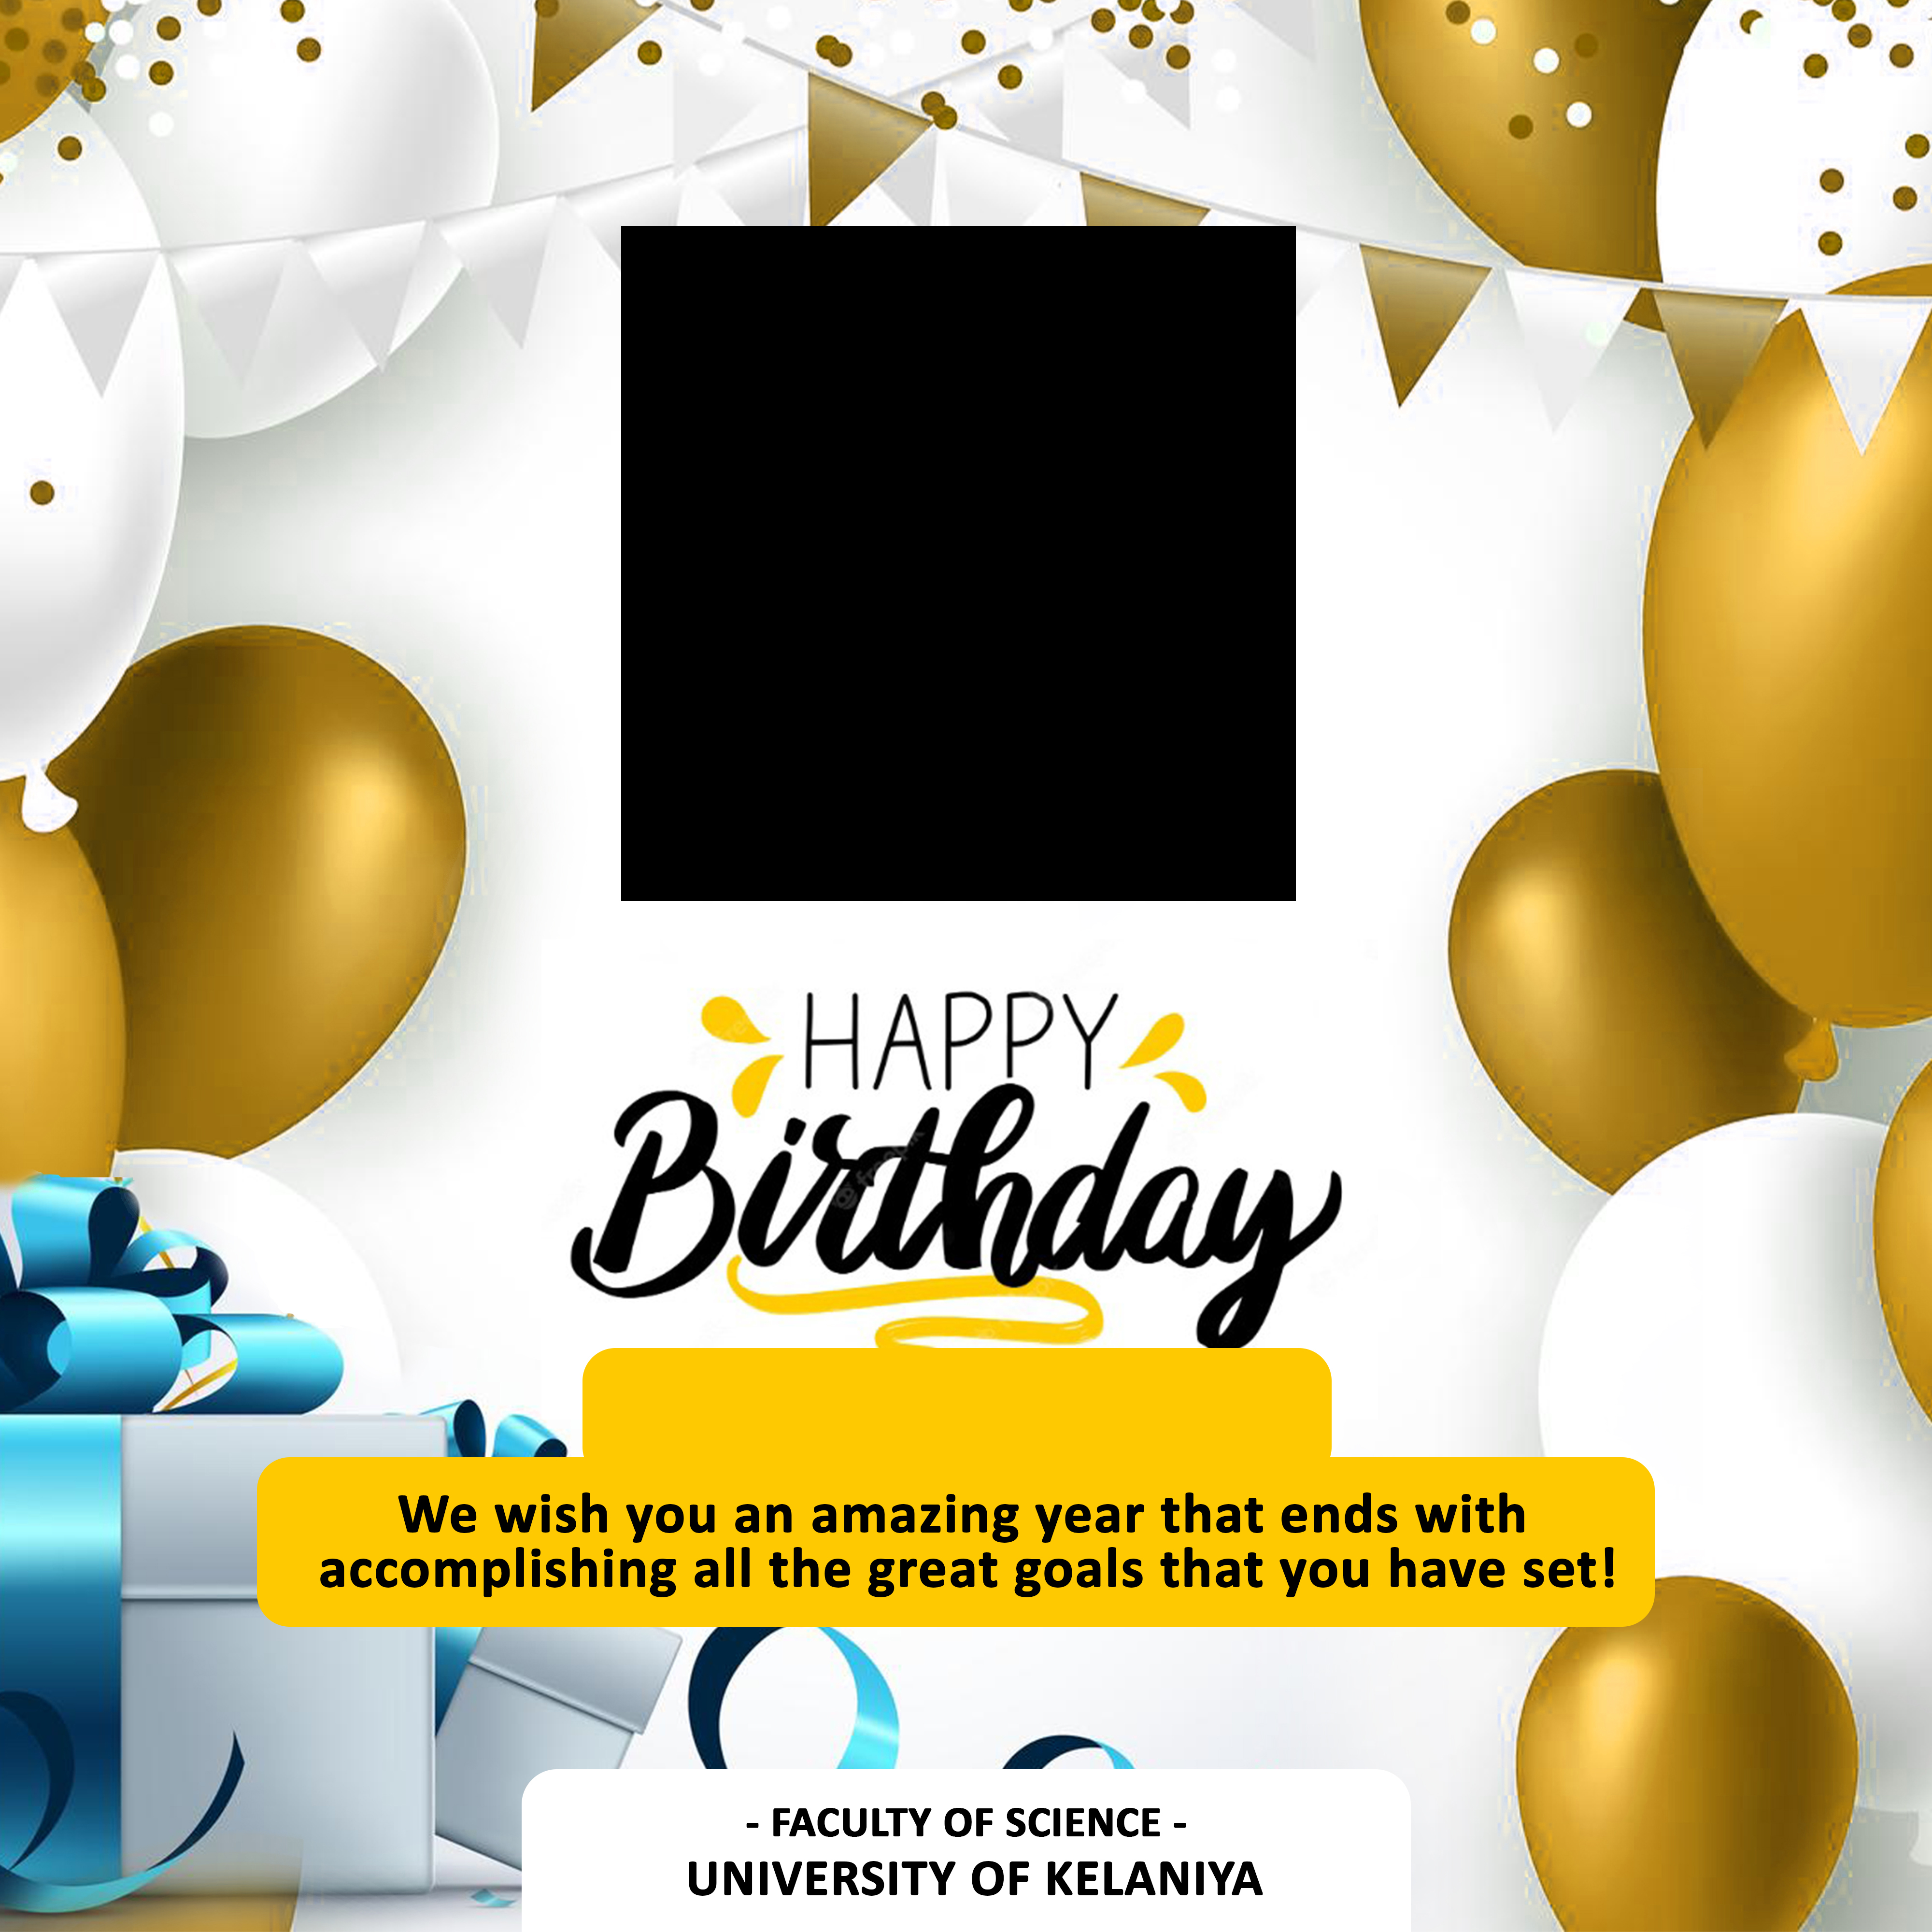 HAPPY
Birthday
We wish you an amazing year that ends with
accomplishing all the great goals that you have set!
- FACULTY OF SCIENCE -
UNIVERSITY OF KELANIYA